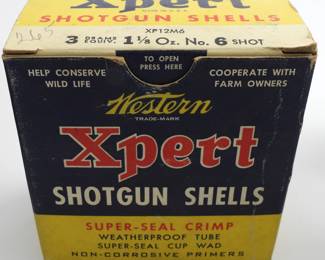 Xpert
SHOTGUN SHELLS
265
XP12M6
3 DRAMS EQUIV. 1 1/8 OZ. No. 6 SHOT
TO OPEN
PRESS HERE
HELP CONSERVE
WILD LIFE
COOPERATE WITH
FARM OWNERS
Western
TRADE-MARK
Xpert
SHOTGUN SHELLS
SUPER-SEAL CRIMP
WEATHERPROOF TUBE
SUPER-SEAL CUP WAD
NON-CORROSIVE PRIMERS